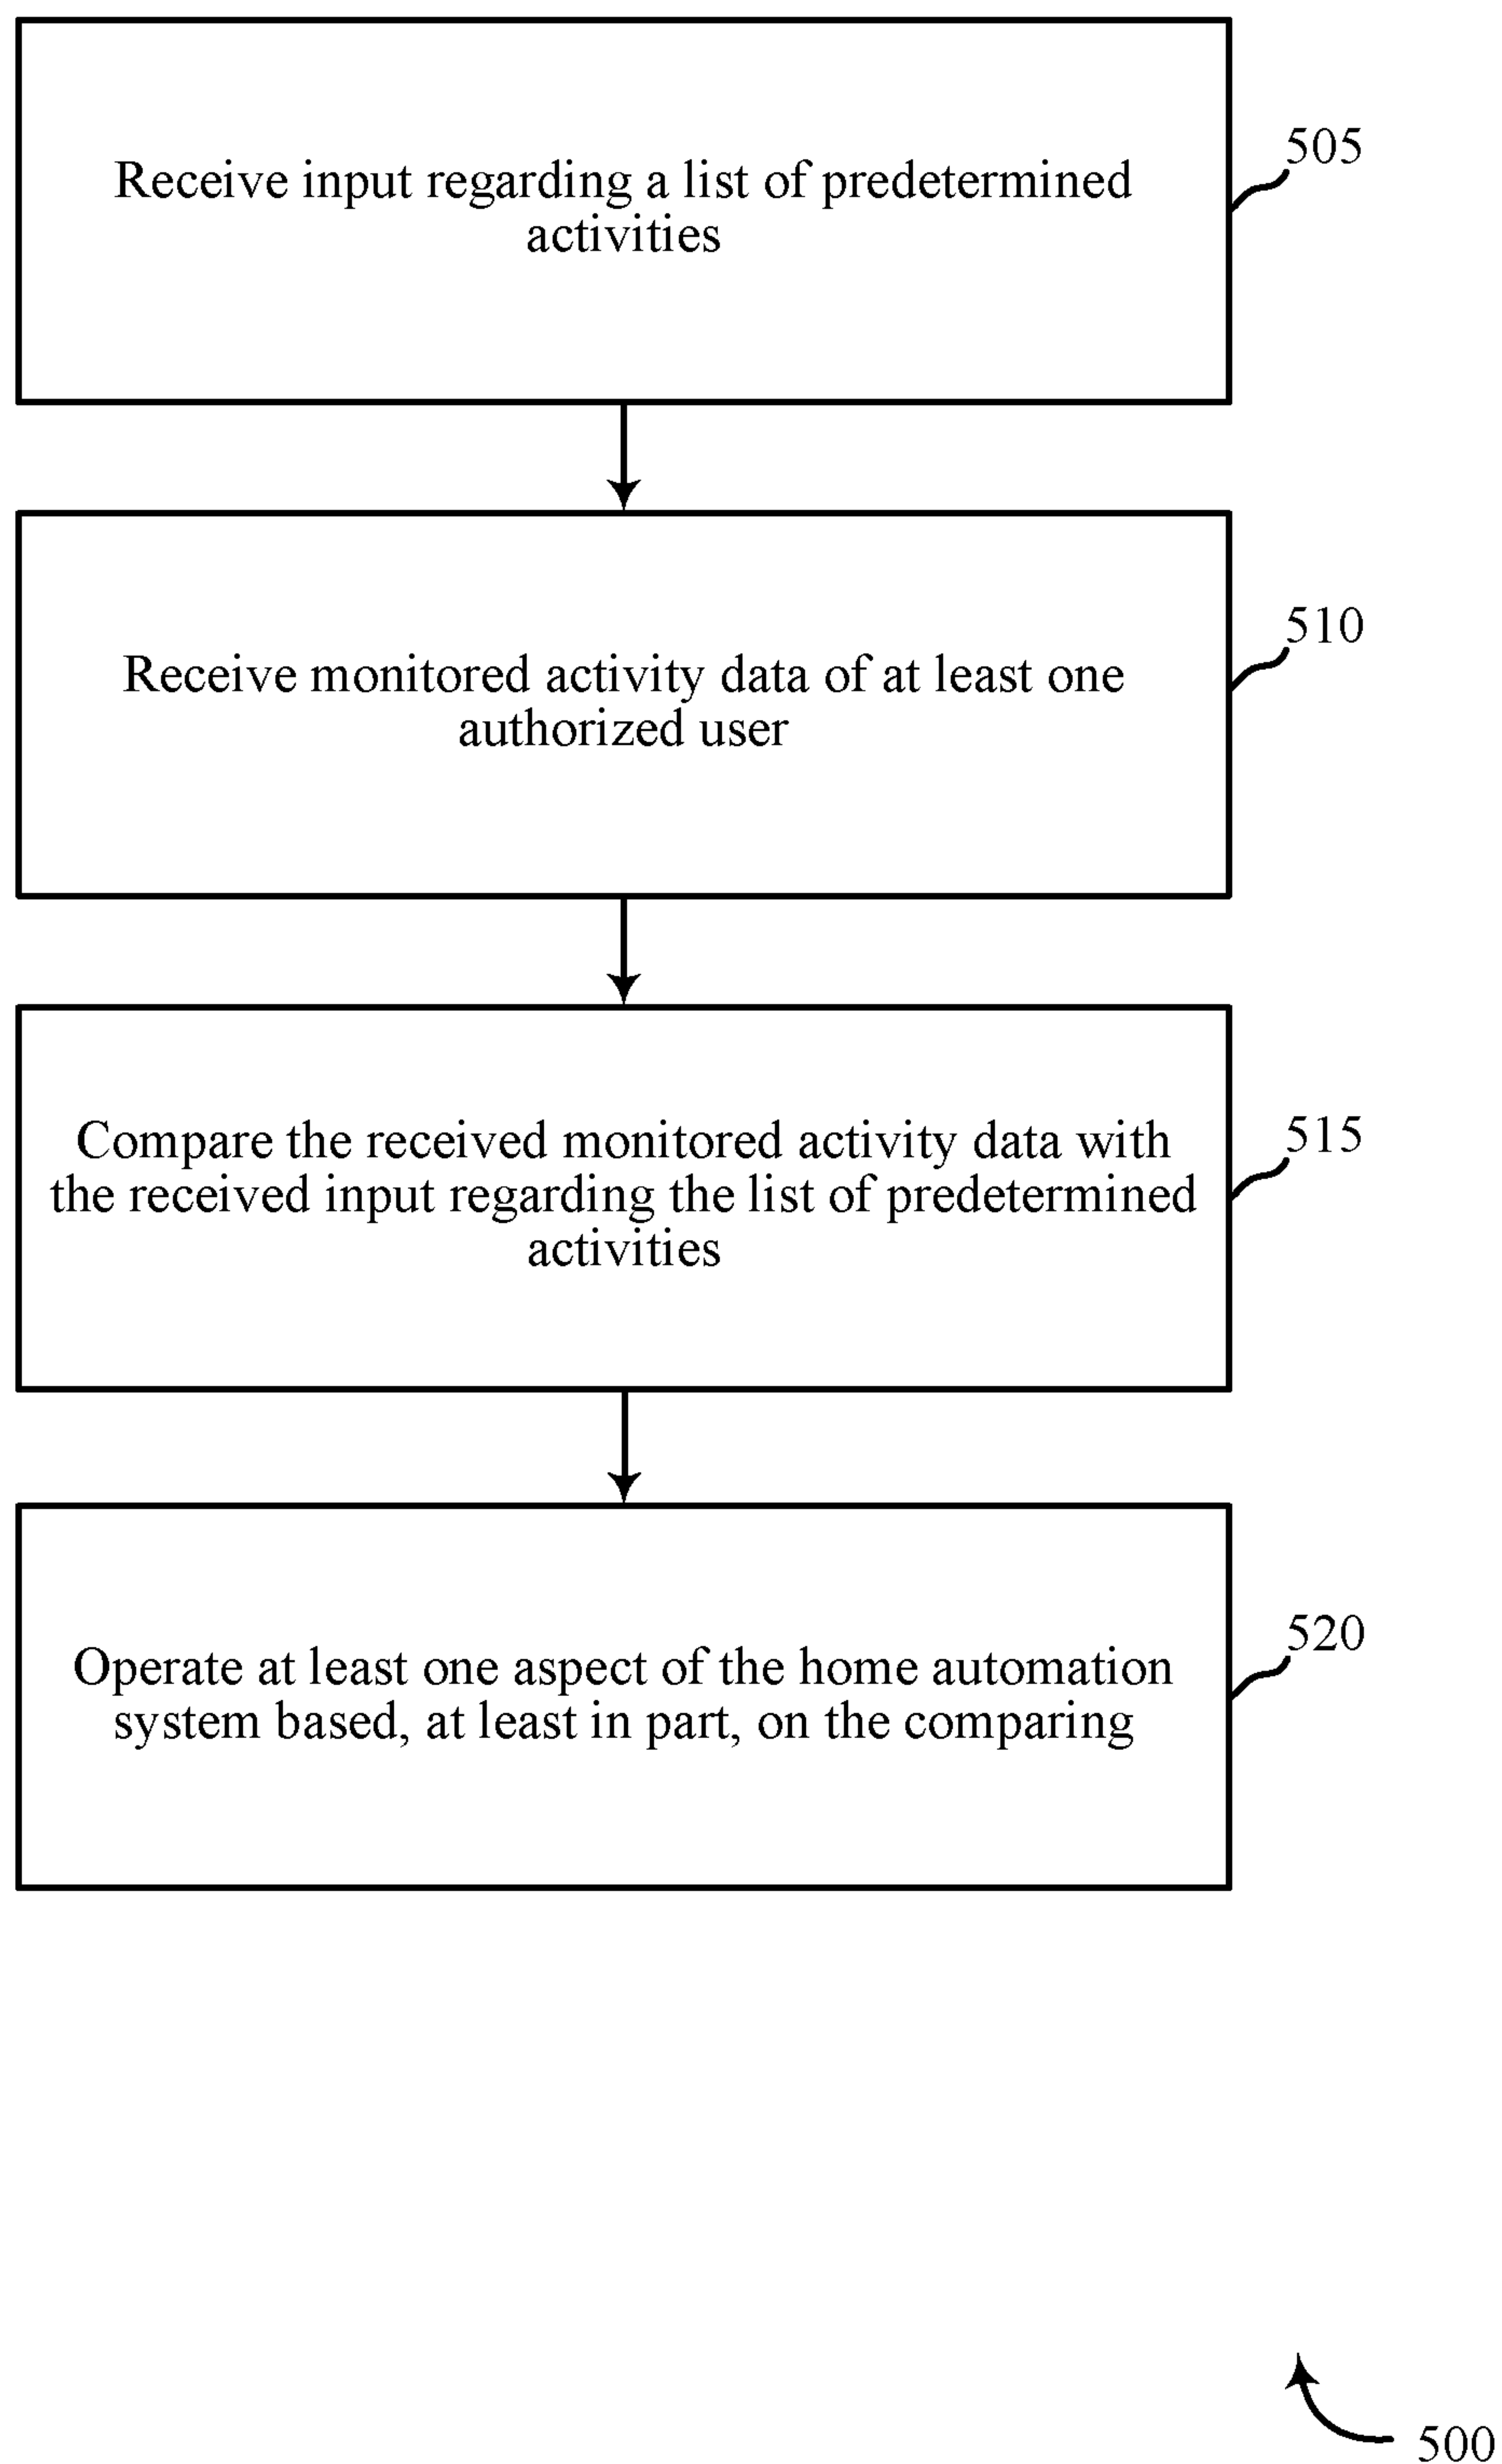 Receive input regarding a list of predetermined
activities
505
Receive monitored activity data of at least one
authorized user
510
Compare the received monitored activity data with
the received input regarding the list of predetermined
activities
515
Operate at least one aspect of the home automation
system based, at least in part, on the comparing
520
500